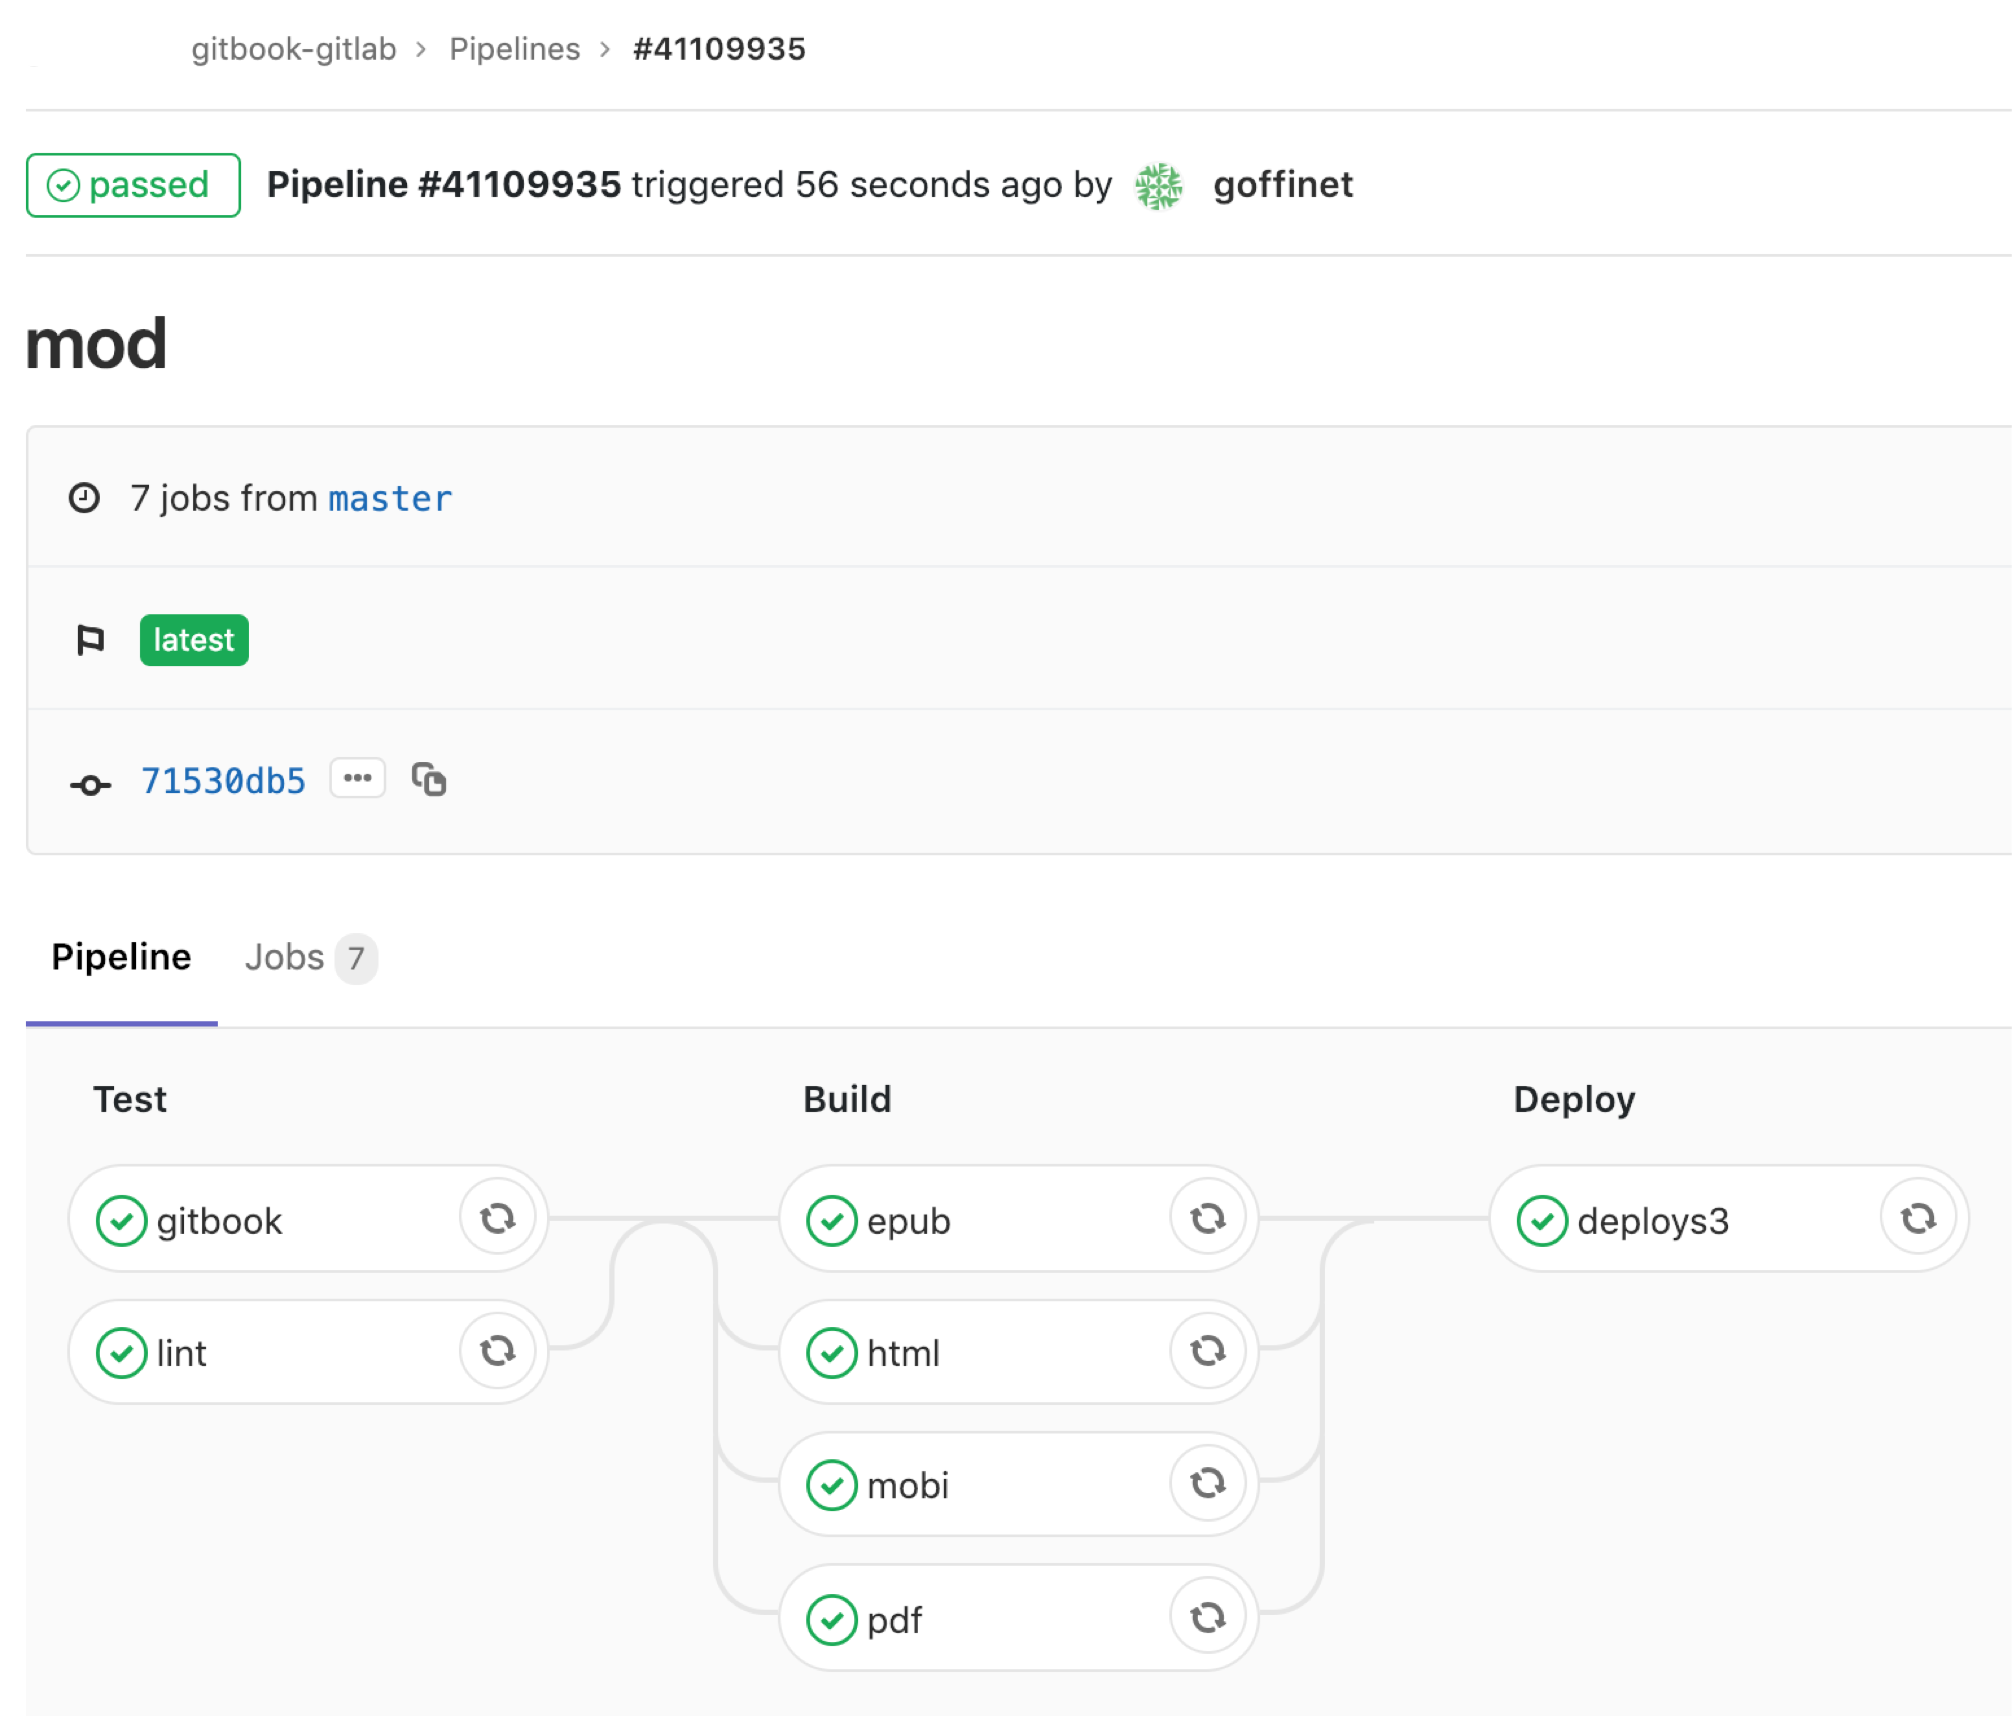 gitbook-gitlab > Pipelines > #41109935
passed Pipeline #41109935 triggered 56 seconds ago by goffinet
mod
7 jobs from master
latest
71530db5 •••
Pipeline Jobs 7
Test Build Deploy
gitbook epub deploys3
lint html
mobi
pdf